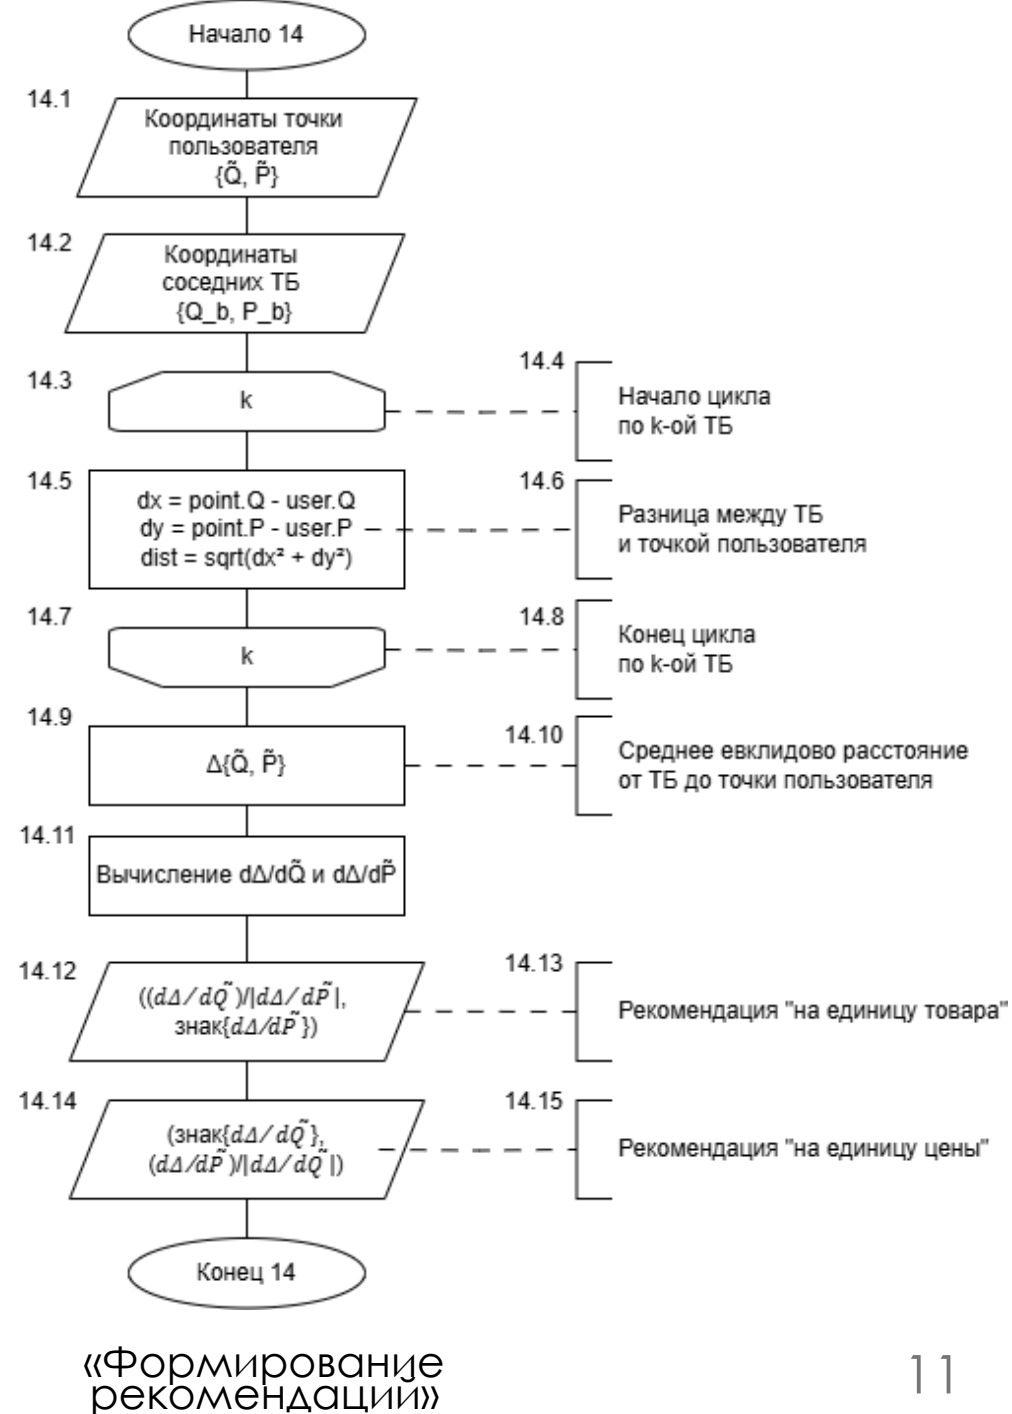 Начало 14
14.1
Координаты точки
пользователя
{Q̃, P̃}
14.2
Координаты
соседних ТБ
{Q_b, P_b}
14.3
k
14.4
Начало цикла
по k-ой ТБ
14.5
dx = point.Q - user.Q
dy = point.P - user.P
dist = sqrt(dx² + dy²)
14.6
Разница между ТБ
и точкой пользователя
14.7
k
14.8
Конец цикла
по k-ой ТБ
14.9
Δ{Q̃, P̃}
14.10
Среднее евклидово расстояние
от ТБ до точки пользователя
14.11
Вычисление dΔ/dQ̃ и dΔ/dP̃
14.12
((dΔ/dQ̃)/|dΔ/dP̃|,
знак{dΔ/dP̃})
14.13
Рекомендация "на единицу товара"
14.14
(знак{dΔ/dQ̃},
(dΔ/dP̃)/|dΔ/dQ̃|)
14.15
Рекомендация "на единицу цены"
Конец 14
«Формирование
рекомендаций»
11